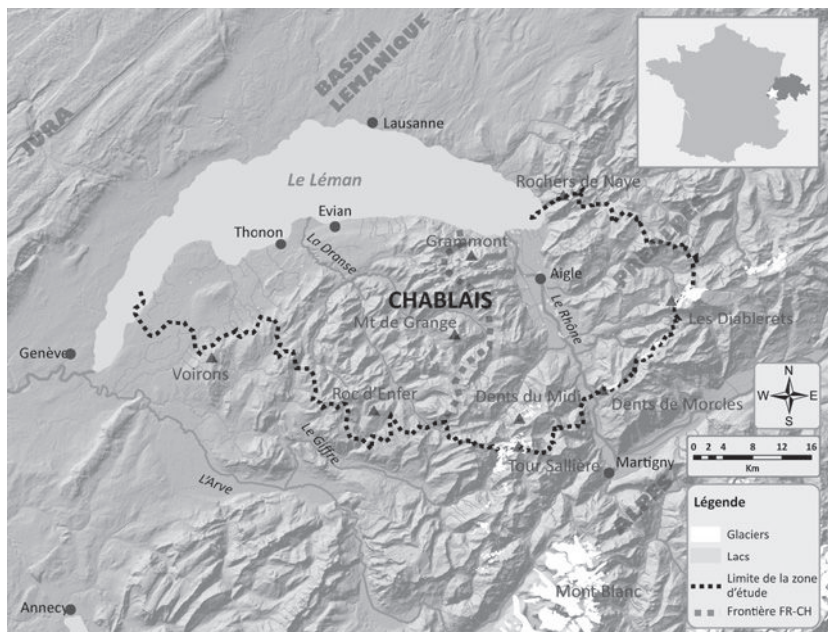 BASSIN
LEMANIQUE
JURA
Lausanne
Le Léman
Rochers de Naye
Evian
Thonon
La Dranse
Grammont
PREALPES
Aigle
CHABLAIS
Le Rhône
Mt de Grange
Les Diablerets
Genève
Voirons
Roc d'Enfer
Dents du Midi
Dents de Morcles
Le Giffre
Tour Sallière
Martigny
L'Arve
ALPES
Mont Blanc
Annecy
N
W E
S
0 2 4 8 12 16
Km
Légende
Glaciers
Lacs
Limite de la zone
d'étude
Frontière FR-CH